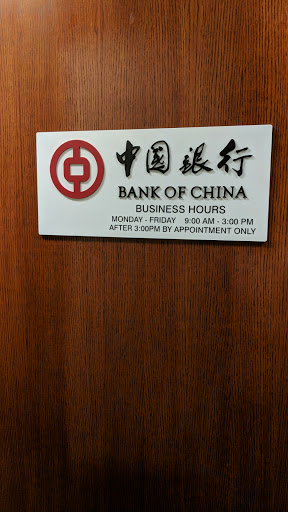 中国银行
BANK OF CHINA
BUSINESS HOURS
MONDAY - FRIDAY 9:00 AM - 3:00 PM
AFTER 3:00PM BY APPOINTMENT ONLY